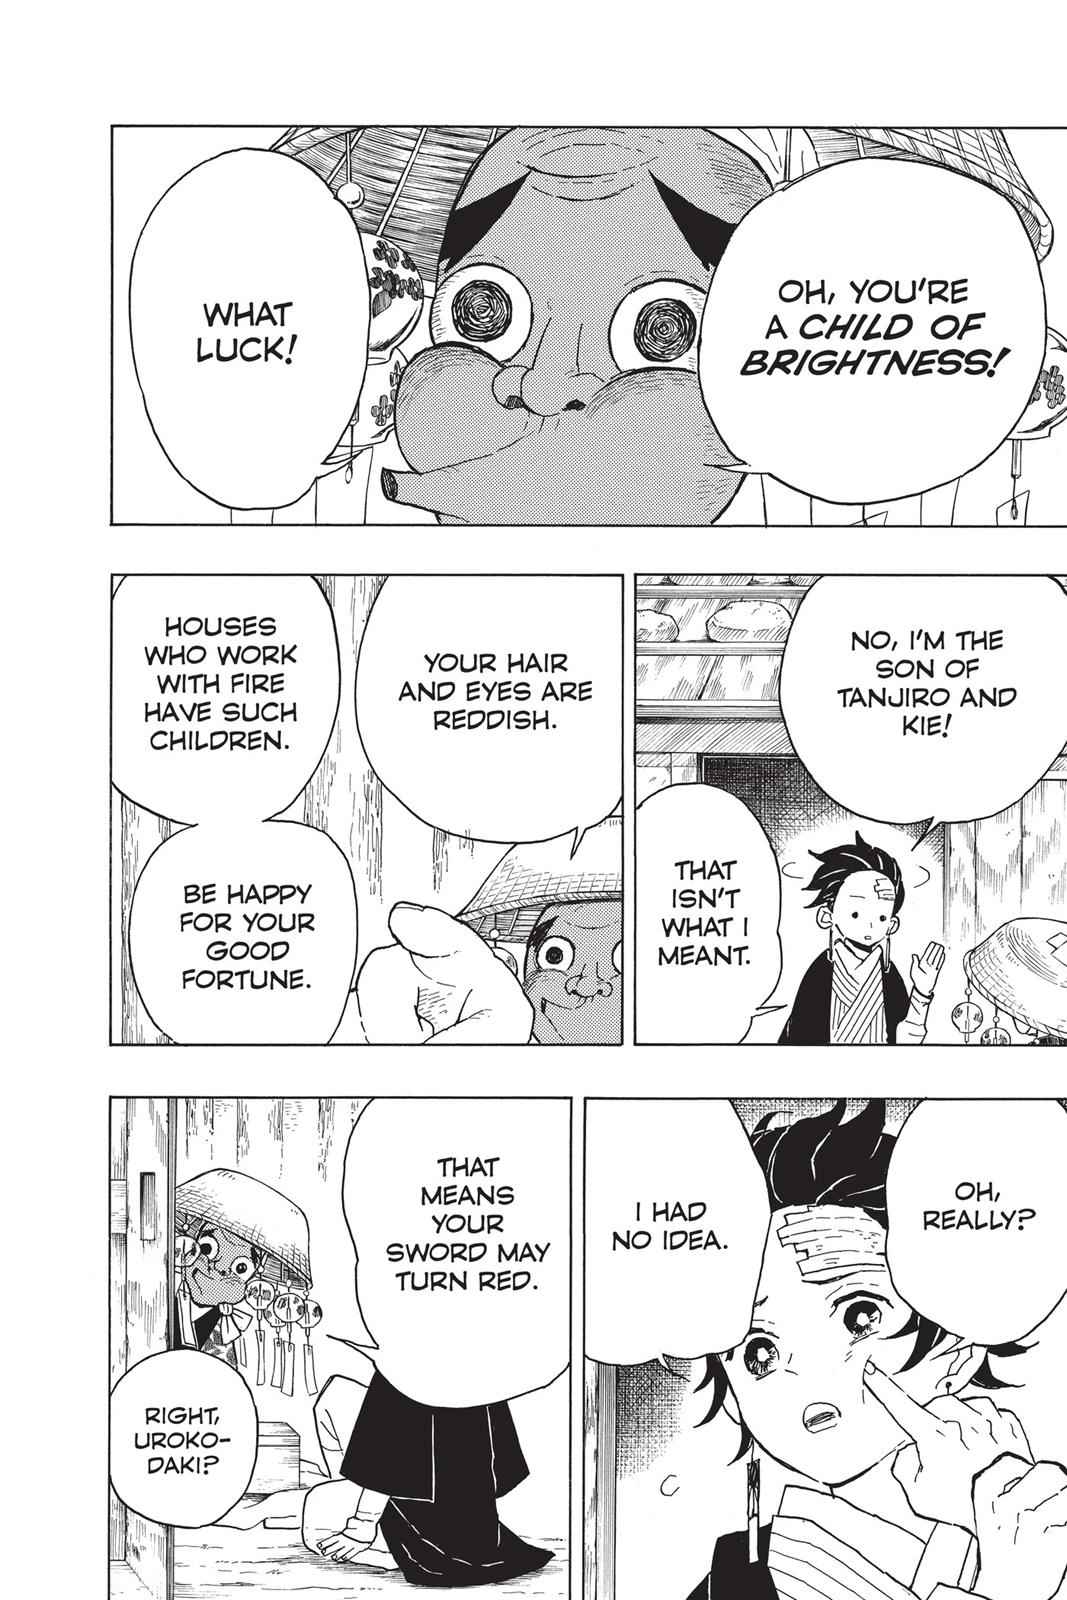 OH, YOU'RE
A CHILD OF
BRIGHTNESS!
WHAT
LUCK!
NO, I'M THE
SON OF
TANJIRO AND
KIE!
THAT
ISN'T
WHAT I
MEANT.
YOUR HAIR
AND EYES ARE
REDDISH.
HOUSES
WHO WORK
WITH FIRE
HAVE SUCH
CHILDREN.
BE HAPPY
FOR YOUR
GOOD
FORTUNE.
OH,
REALLY?
I HAD
NO IDEA.
THAT
MEANS
YOUR
SWORD MAY
TURN RED.
RIGHT,
UROKO-
DAKI?